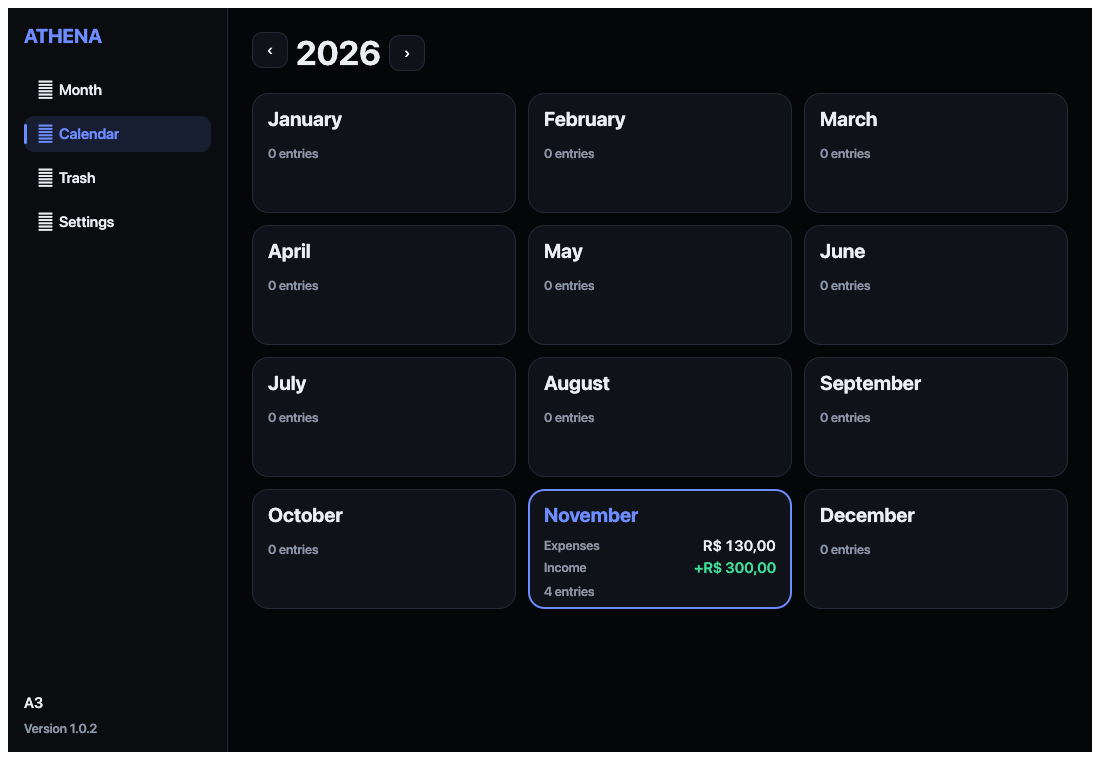 ATHENA
Month
Calendar
Trash
Settings
A3
Version 1.0.2
‹ 2026 ›
January
0 entries
February
0 entries
March
0 entries
April
0 entries
May
0 entries
June
0 entries
July
0 entries
August
0 entries
September
0 entries
October
0 entries
November
Expenses R$ 130,00
Income +R$ 300,00
4 entries
December
0 entries